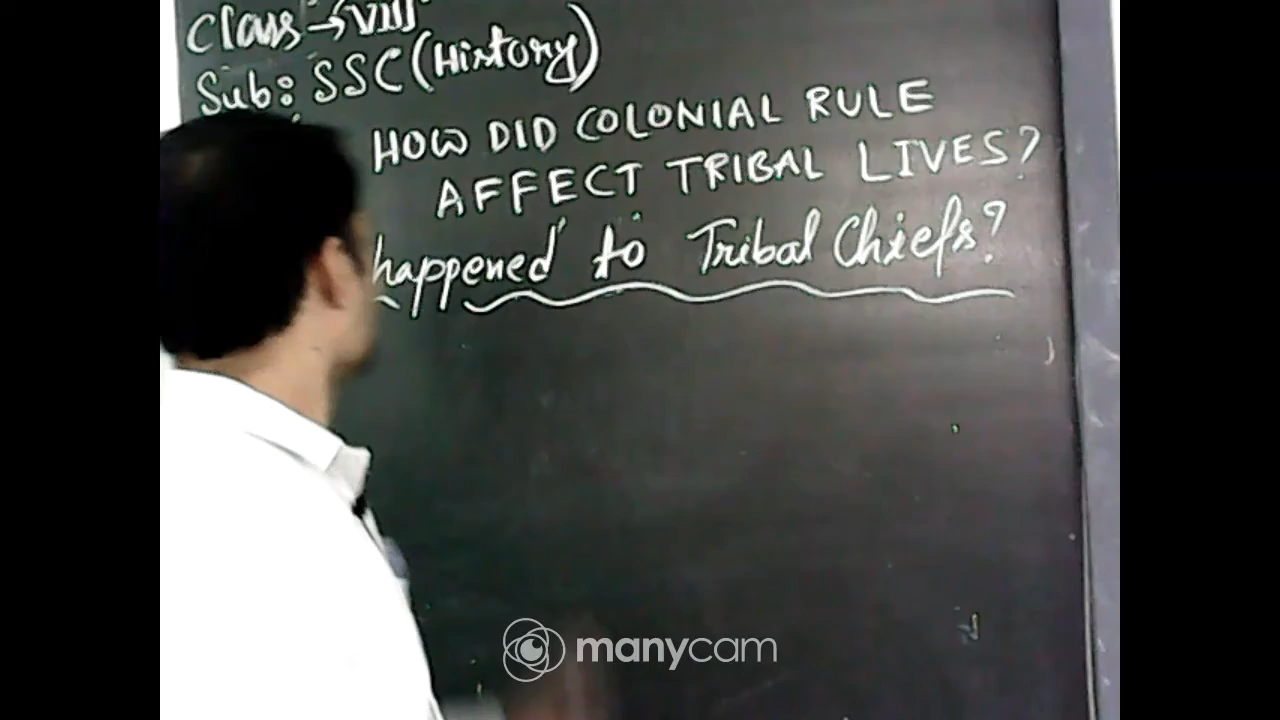 Class → VIII
Sub: SSC (History)
HOW DID COLONIAL RULE
AFFECT TRIBAL LIVES?
happened to Tribal Chiefs?
manycam